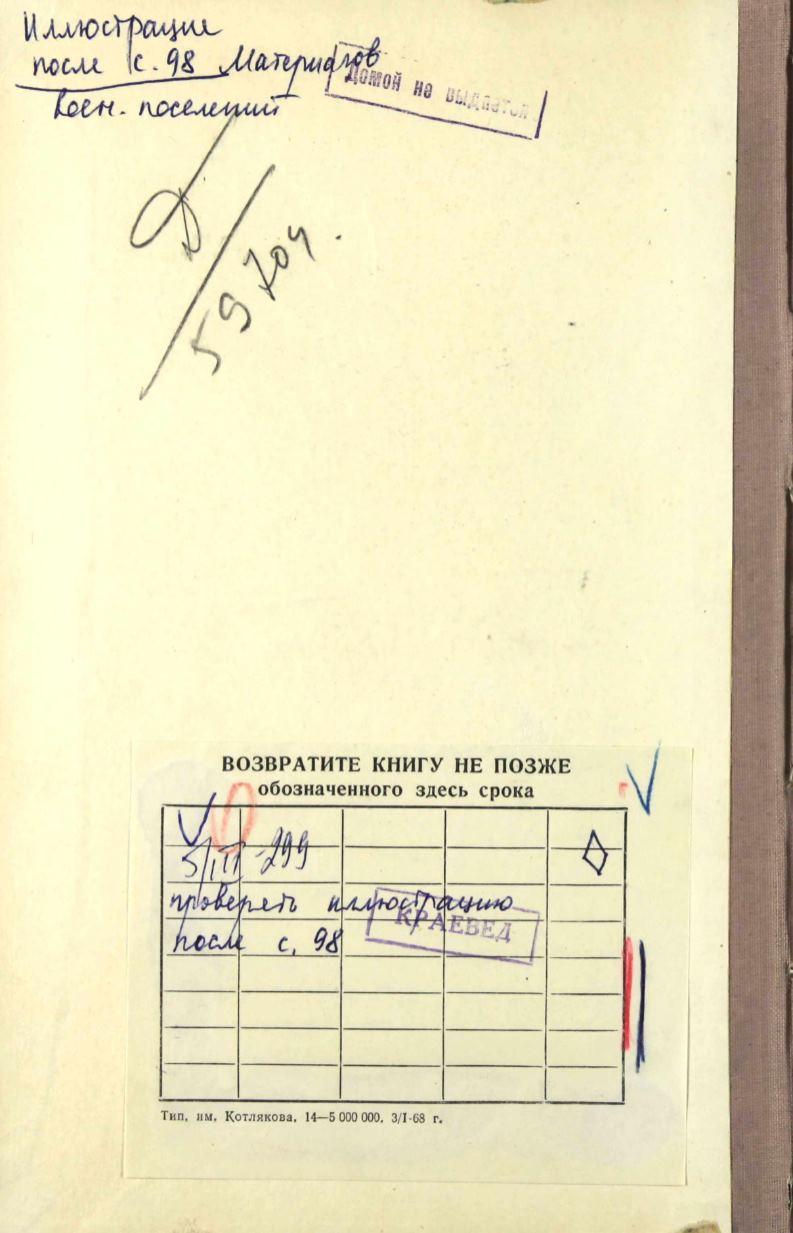 Иллюстрации
после с. 98 Материалов
воен. поселений
Домой не выдается
Д
59704.
ВОЗВРАТИТЕ КНИГУ НЕ ПОЗЖЕ
обозначенного здесь срока
5/III -299
проверять иллюстрацию
после с. 98
КРАЕВЕД
Тип. им. Котлякова. 14—5 000 000. 3/I-68 г.